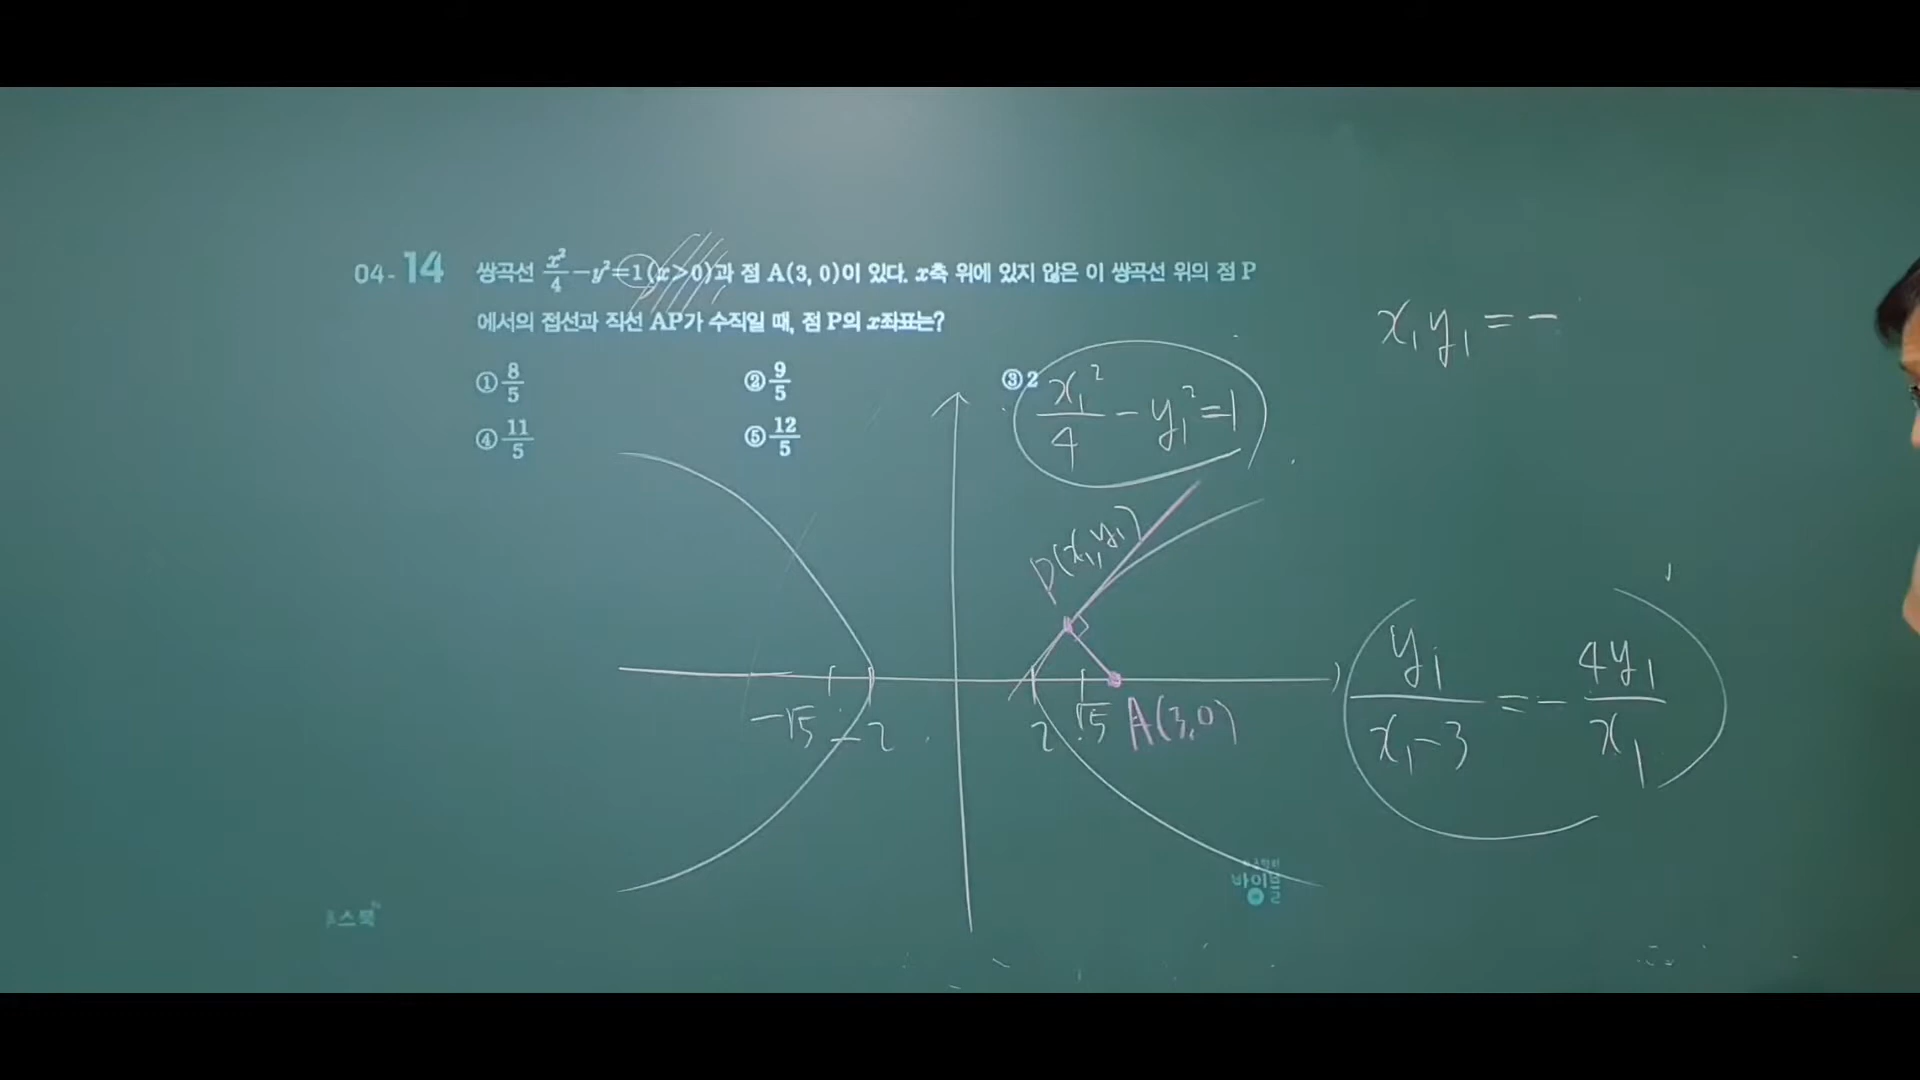 04-14 쌍곡선 x²/4 - y² = 1 (x > 0)과 점 A(3, 0)이 있다. x축 위에 있지 않은 이 쌍곡선 위의 점 P
에서의 접선과 직선 AP가 수직일 때, 점 P의 x좌표는?
① 8/5 ② 9/5 ③ 2
④ 11/5 ⑤ 12/5
x₁²/4 - y₁² = 1
x₁y₁ = -
P(x₁, y₁)
y₁/(x₁-3) = - 4y₁/x₁
-√5 -2 2 √5 A(3,0)
바이블